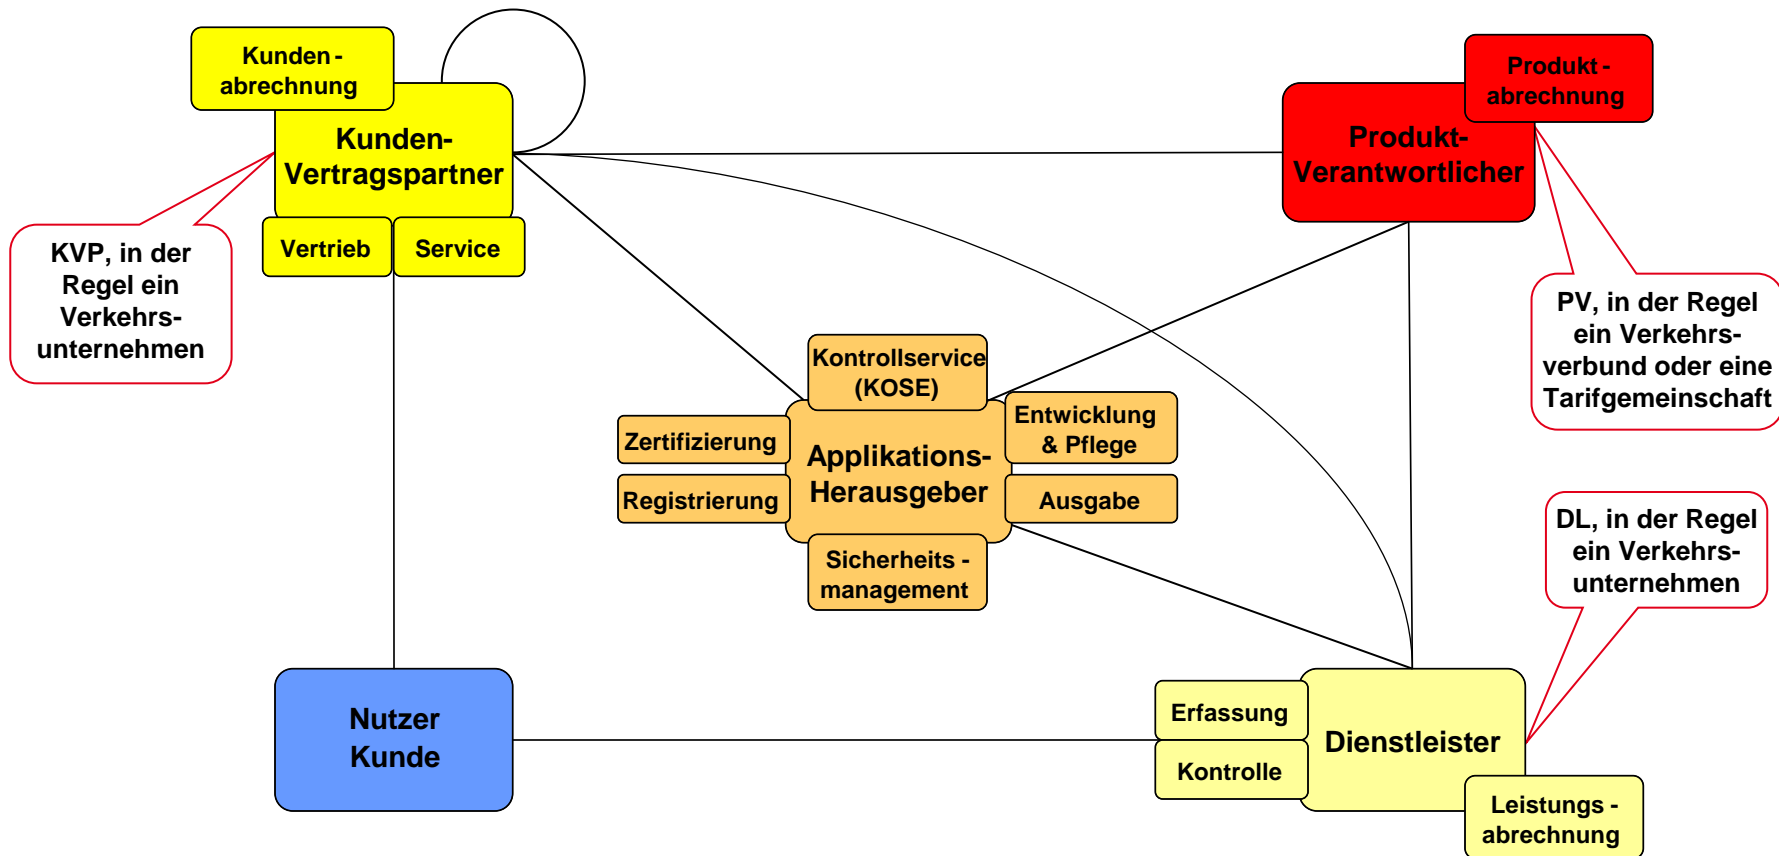 Kunden -
abrechnung
Kunden-
Vertragspartner
Vertrieb
Service
KVP, in der
Regel ein
Verkehrs-
unternehmen
Produkt -
abrechnung
Produkt-
Verantwortlicher
PV, in der Regel
ein Verkehrs-
verbund oder eine
Tarifgemeinschaft
Kontrollservice
(KOSE)
Zertifizierung
Registrierung
Applikations-
Herausgeber
Entwicklung
& Pflege
Ausgabe
Sicherheits -
management
DL, in der Regel
ein Verkehrs-
unternehmen
Nutzer
Kunde
Erfassung
Kontrolle
Dienstleister
Leistungs -
abrechnung